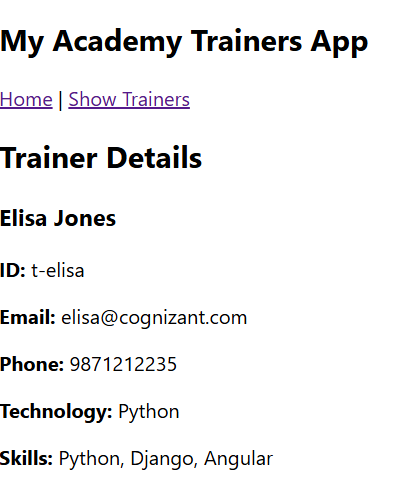 My Academy Trainers App
Home | Show Trainers
Trainer Details
Elisa Jones
ID: t-elisa
Email: elisa@cognizant.com
Phone: 9871212235
Technology: Python
Skills: Python, Django, Angular